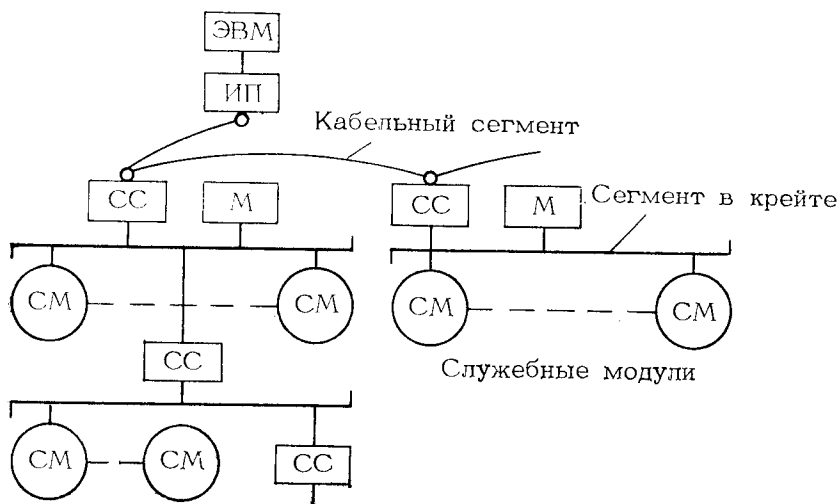 ЭВМ
ИП
Кабельный сегмент
СС
М
СС
М
Сегмент в крейте
СМ
СМ
СМ
СМ
СС
Служебные модули
СМ
СМ
СС